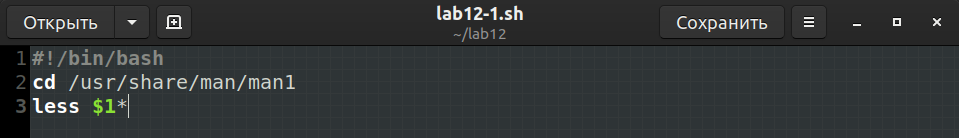 Открыть
lab12-1.sh
~/lab12
Сохранить
1 #!/bin/bash
2 cd /usr/share/man/man1
3 less $1*